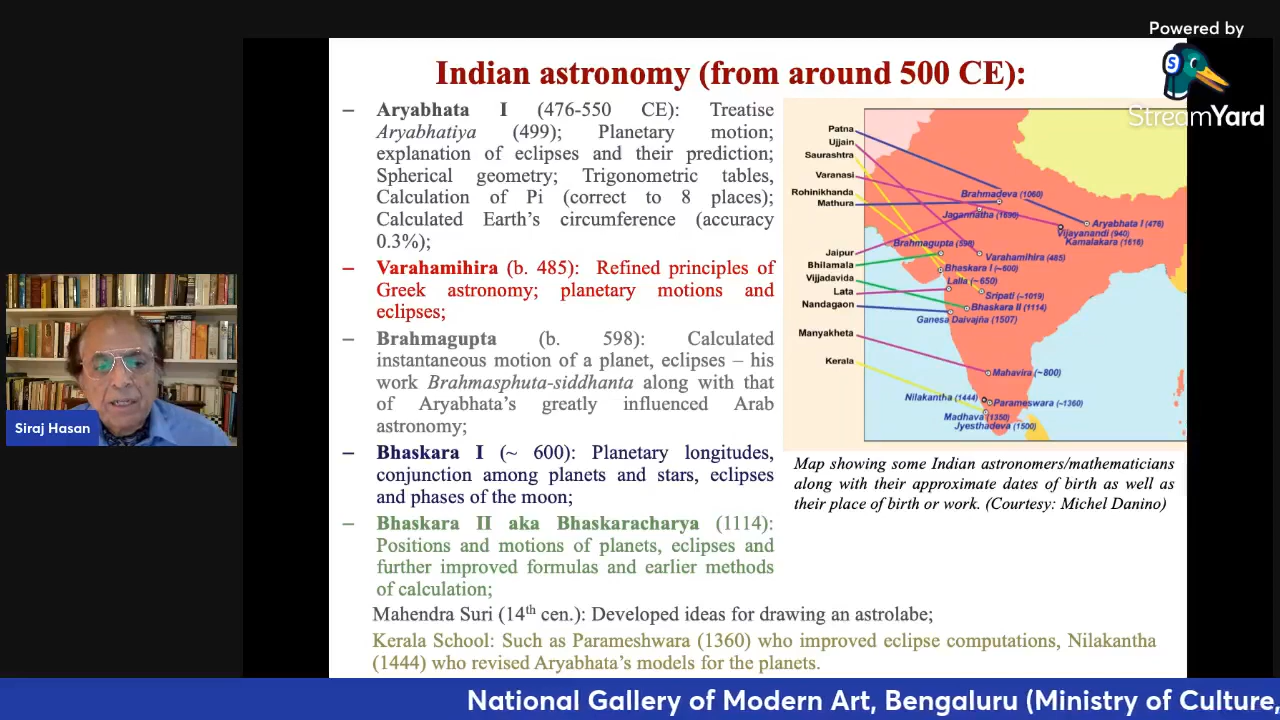 Powered by
StreamYard
Indian astronomy (from around 500 CE):
– Aryabhata I (476-550 CE): Treatise
Aryabhatiya (499); Planetary motion;
explanation of eclipses and their prediction;
Spherical geometry; Trigonometric tables,
Calculation of Pi (correct to 8 places);
Calculated Earth’s circumference (accuracy
0.3%);
– Varahamihira (b. 485): Refined principles of
Greek astronomy; planetary motions and
eclipses;
– Brahmagupta (b. 598): Calculated
instantaneous motion of a planet, eclipses – his
work Brahmasphuta-siddhanta along with that
of Aryabhata’s greatly influenced Arab
astronomy;
– Bhaskara I (~ 600): Planetary longitudes,
conjunction among planets and stars, eclipses
and phases of the moon;
– Bhaskara II aka Bhaskaracharya (1114):
Positions and motions of planets, eclipses and
further improved formulas and earlier methods
of calculation;
Mahendra Suri (14th cen.): Developed ideas for drawing an astrolabe;
Kerala School: Such as Parameshwara (1360) who improved eclipse computations, Nilakantha
(1444) who revised Aryabhata’s models for the planets.
Patna
Ujjain
Saurashtra
Varanasi
Rohinikhanda
Mathura
Jaipur
Bhilamala
Vijjadavida
Lata
Nandagaon
Manyakheta
Kerala
Brahmadeva (1060)
Jagannatha (1690)
Aryabhata I (476)
Vijayanandi (940)
Kamalakara (1616)
Brahmagupta (598)
Varahamihira (485)
Bhaskara I (~600)
Lalla (~650)
Sripati (~1019)
Bhaskara II (1114)
Ganesa Daivajña (1507)
Mahavira (~800)
Nilakantha (1444)
Parameswara (~1360)
Madhava (1350)
Jyesthadeva (1500)
Map showing some Indian astronomers/mathematicians
along with their approximate dates of birth as well as
their place of birth or work. (Courtesy: Michel Danino)
Siraj Hasan
National Gallery of Modern Art, Bengaluru (Ministry of Culture,